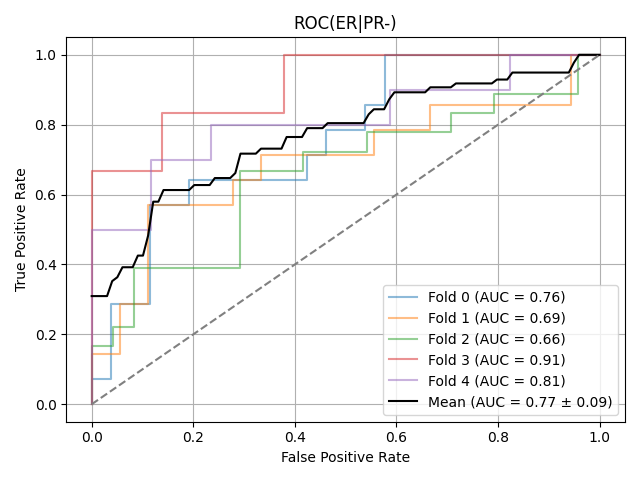 ROC(ER|PR-)
True Positive Rate
1.0
0.8
0.6
0.4
0.2
0.0
Fold 0 (AUC = 0.76)
Fold 1 (AUC = 0.69)
Fold 2 (AUC = 0.66)
Fold 3 (AUC = 0.91)
Fold 4 (AUC = 0.81)
Mean (AUC = 0.77 ± 0.09)
0.0 0.2 0.4 0.6 0.8 1.0
False Positive Rate